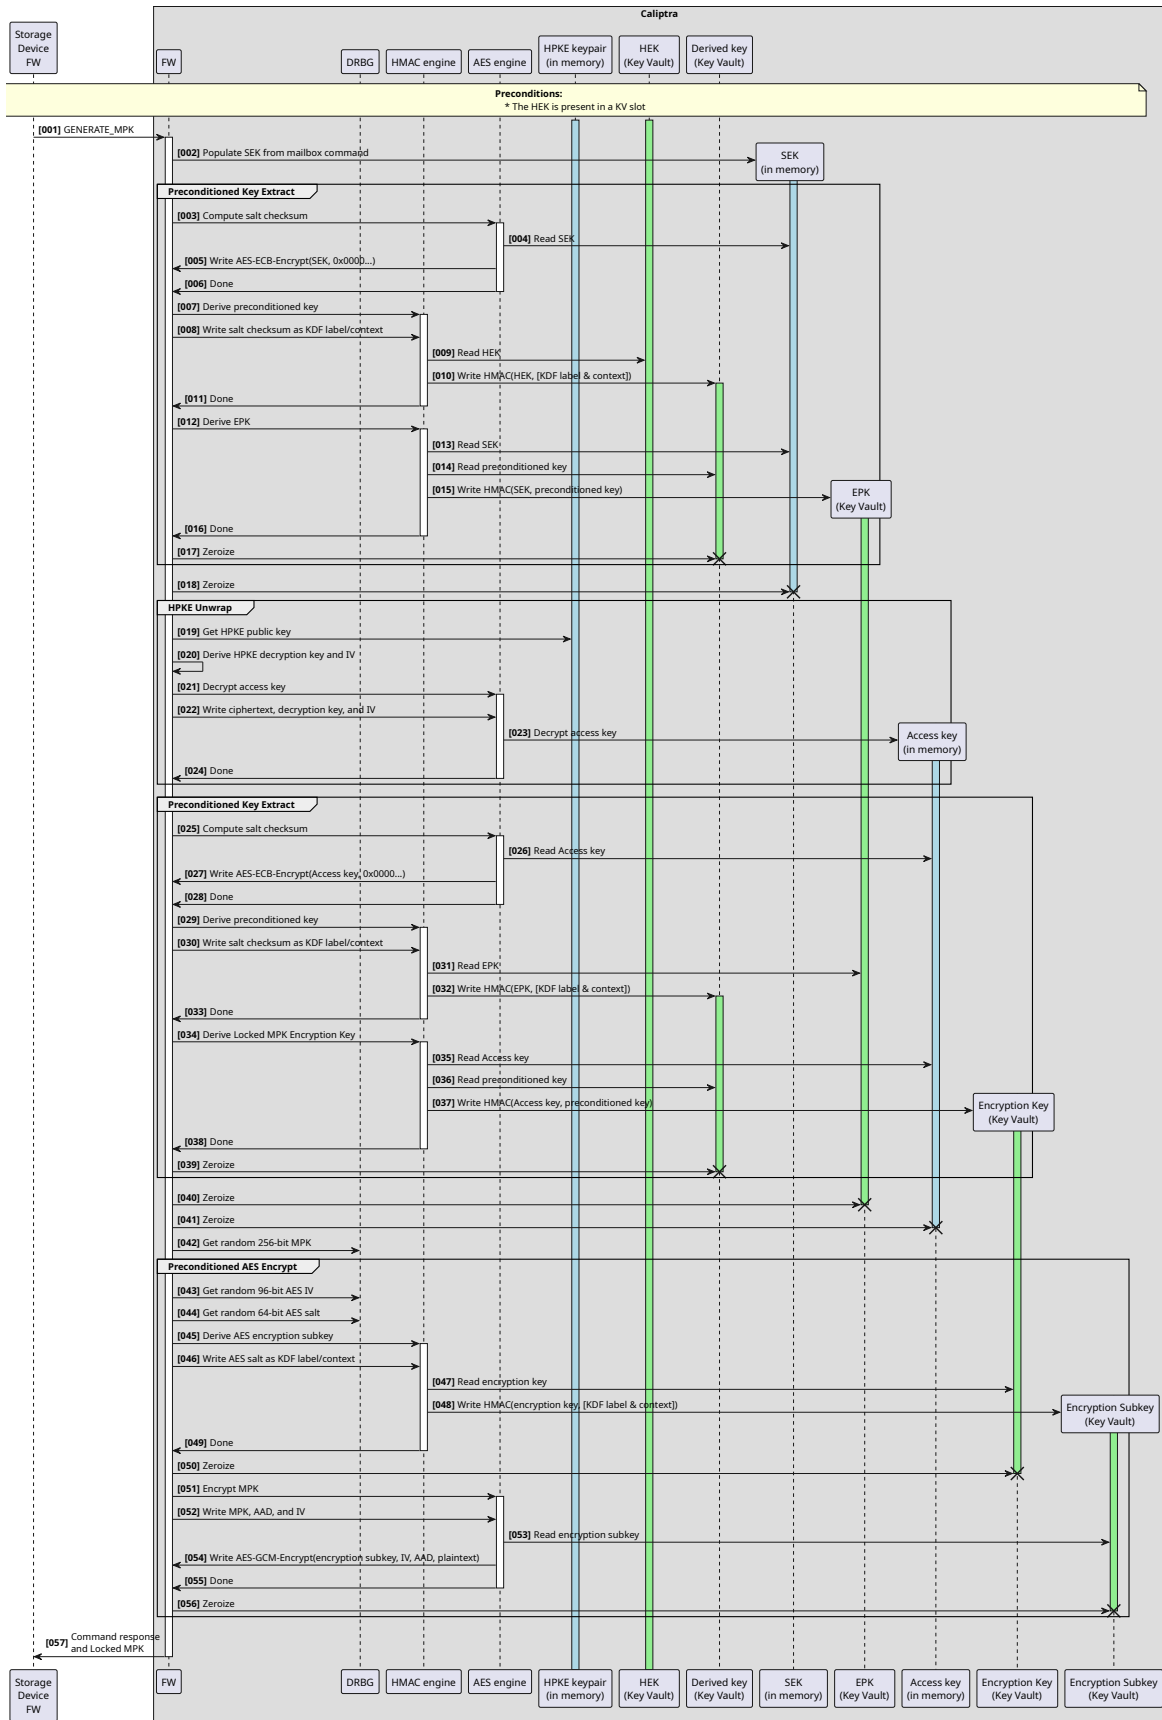 Caliptra
Storage
Device
FW
FW
DRBG
HMAC engine
AES engine
HPKE keypair
(in memory)
HEK
(Key Vault)
Derived key
(Key Vault)
Preconditions:
* The HEK is present in a KV slot
[001] GENERATE_MPK
[002] Populate SEK from mailbox command
SEK
(in memory)
Preconditioned Key Extract
[003] Compute salt checksum
[004] Read SEK
[005] Write AES-ECB-Encrypt(SEK, 0x0000...)
[006] Done
[007] Derive preconditioned key
[008] Write salt checksum as KDF label/context
[009] Read HEK
[010] Write HMAC(HEK, [KDF label & context])
[011] Done
[012] Derive EPK
[013] Read SEK
[014] Read preconditioned key
[015] Write HMAC(SEK, preconditioned key)
EPK
(Key Vault)
[016] Done
[017] Zeroize
[018] Zeroize
HPKE Unwrap
[019] Get HPKE public key
[020] Derive HPKE decryption key and IV
[021] Decrypt access key
[022] Write ciphertext, decryption key, and IV
[023] Decrypt access key
Access key
(in memory)
[024] Done
Preconditioned Key Extract
[025] Compute salt checksum
[026] Read Access key
[027] Write AES-ECB-Encrypt(Access key, 0x0000...)
[028] Done
[029] Derive preconditioned key
[030] Write salt checksum as KDF label/context
[031] Read EPK
[032] Write HMAC(EPK, [KDF label & context])
[033] Done
[034] Derive Locked MPK Encryption Key
[035] Read Access key
[036] Read preconditioned key
[037] Write HMAC(Access key, preconditioned key)
Encryption Key
(Key Vault)
[038] Done
[039] Zeroize
[040] Zeroize
[041] Zeroize
[042] Get random 256-bit MPK
Preconditioned AES Encrypt
[043] Get random 96-bit AES IV
[044] Get random 64-bit AES salt
[045] Derive AES encryption subkey
[046] Write AES salt as KDF label/context
[047] Read encryption key
[048] Write HMAC(encryption key, [KDF label & context])
Encryption Subkey
(Key Vault)
[049] Done
[050] Zeroize
[051] Encrypt MPK
[052] Write MPK, AAD, and IV
[053] Read encryption subkey
[054] Write AES-GCM-Encrypt(encryption subkey, IV, AAD, plaintext)
[055] Done
[056] Zeroize
[057] Command response
and Locked MPK
Storage
Device
FW
FW
DRBG
HMAC engine
AES engine
HPKE keypair
(in memory)
HEK
(Key Vault)
Derived key
(Key Vault)
SEK
(in memory)
EPK
(Key Vault)
Access key
(in memory)
Encryption Key
(Key Vault)
Encryption Subkey
(Key Vault)